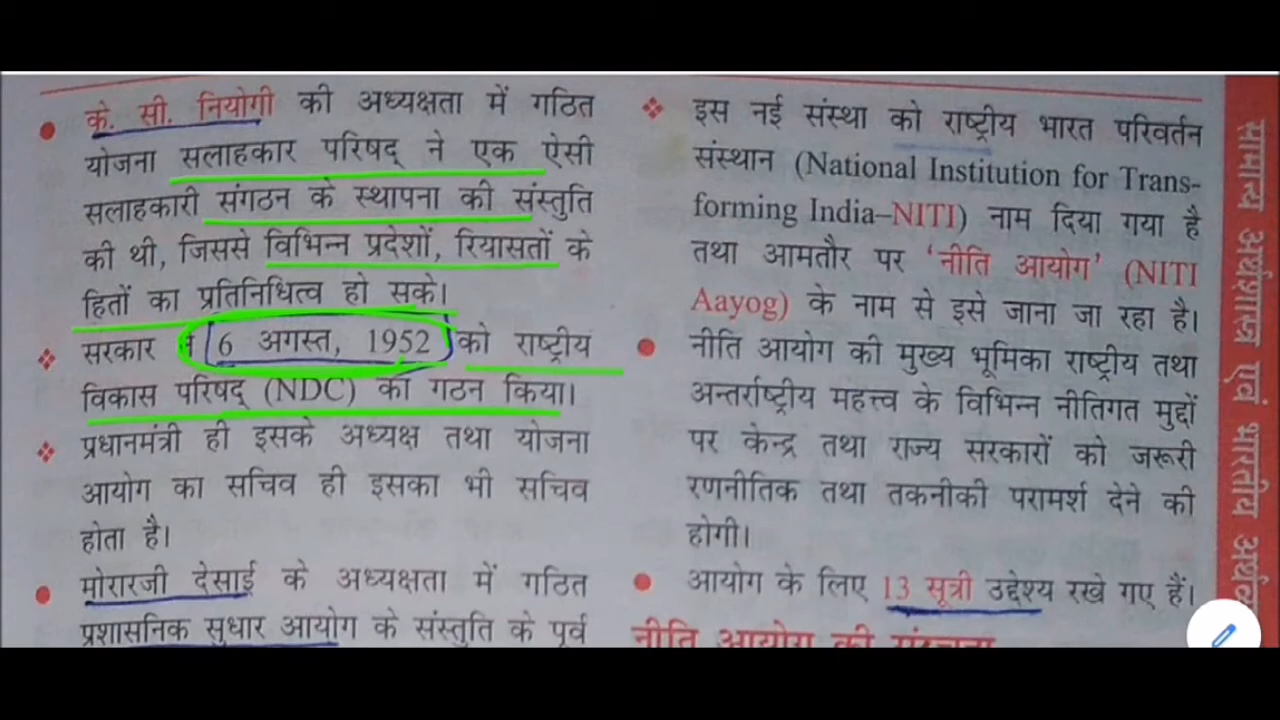 के. सी. नियोगी की अध्यक्षता में गठित
योजना सलाहकार परिषद् ने एक ऐसी
सलाहकारी संगठन के स्थापना की संस्तुति
की थी, जिससे विभिन्न प्रदेशों, रियासतों के
हितों का प्रतिनिधित्व हो सके।
सरकार ने 6 अगस्त, 1952 को राष्ट्रीय
विकास परिषद् (NDC) का गठन किया।
प्रधानमंत्री ही इसके अध्यक्ष तथा योजना
आयोग का सचिव ही इसका भी सचिव
होता है।
मोरारजी देसाई के अध्यक्षता में गठित
प्रशासनिक सुधार आयोग के संस्तुति के पूर्व
इस नई संस्था को राष्ट्रीय भारत परिवर्तन
संस्थान (National Institution for Trans-
forming India–NITI) नाम दिया गया है
तथा आमतौर पर 'नीति आयोग' (NITI
Aayog) के नाम से इसे जाना जा रहा है।
नीति आयोग की मुख्य भूमिका राष्ट्रीय तथा
अन्तर्राष्ट्रीय महत्त्व के विभिन्न नीतिगत मुद्दों
पर केन्द्र तथा राज्य सरकारों को जरूरी
रणनीतिक तथा तकनीकी परामर्श देने की
होगी।
आयोग के लिए 13 सूत्री उद्देश्य रखे गए हैं।
नीति आयोग की संरचना
सामान्य अर्थशास्त्र एवं भारतीय